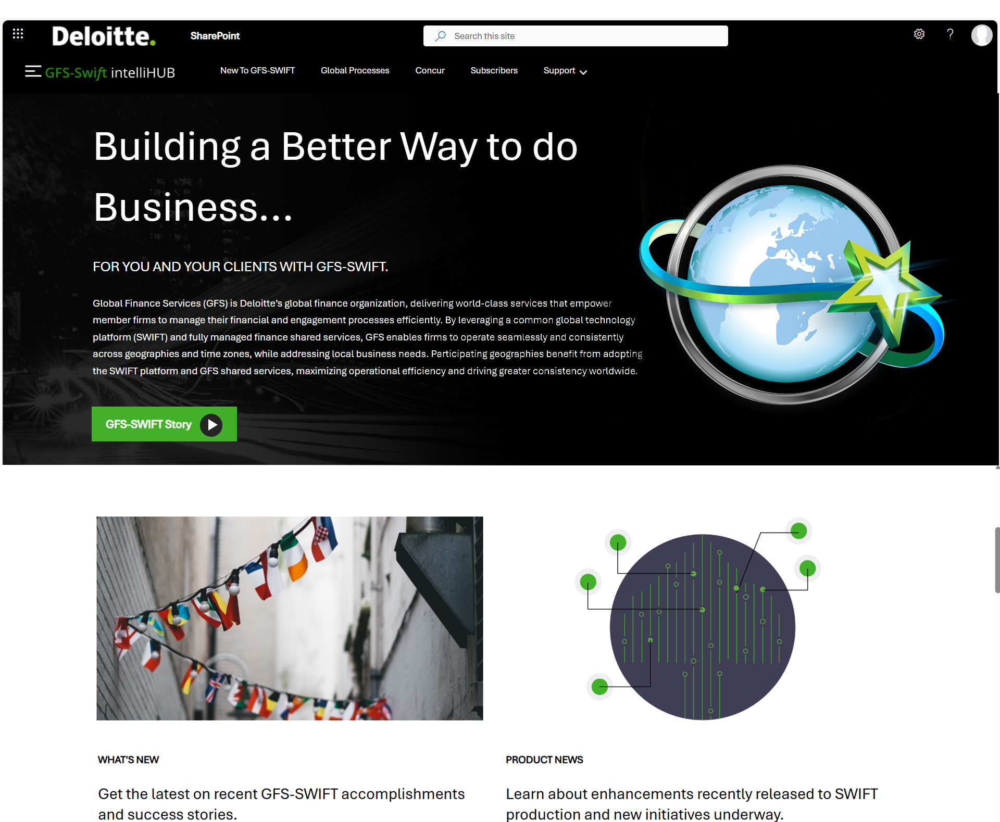 Deloitte.
SharePoint
Search this site
GFS-Swift intelliHUB
New To GFS-SWIFT
Global Processes
Concur
Subscribers
Support
Building a Better Way to do
Business...
FOR YOU AND YOUR CLIENTS WITH GFS-SWIFT.
Global Finance Services (GFS) is Deloitte’s global finance organization, delivering world-class services that empower
member firms to manage their financial and engagement processes efficiently. By leveraging a common global technology
platform (SWIFT) and fully managed finance shared services, GFS enables firms to operate seamlessly and consistently
across geographies and time zones, while addressing local business needs. Participating geographies benefit from adopting
the SWIFT platform and GFS shared services, maximizing operational efficiency and driving greater consistency worldwide.
GFS-SWIFT Story
WHAT'S NEW
Get the latest on recent GFS-SWIFT accomplishments
and success stories.
PRODUCT NEWS
Learn about enhancements recently released to SWIFT
production and new initiatives underway.